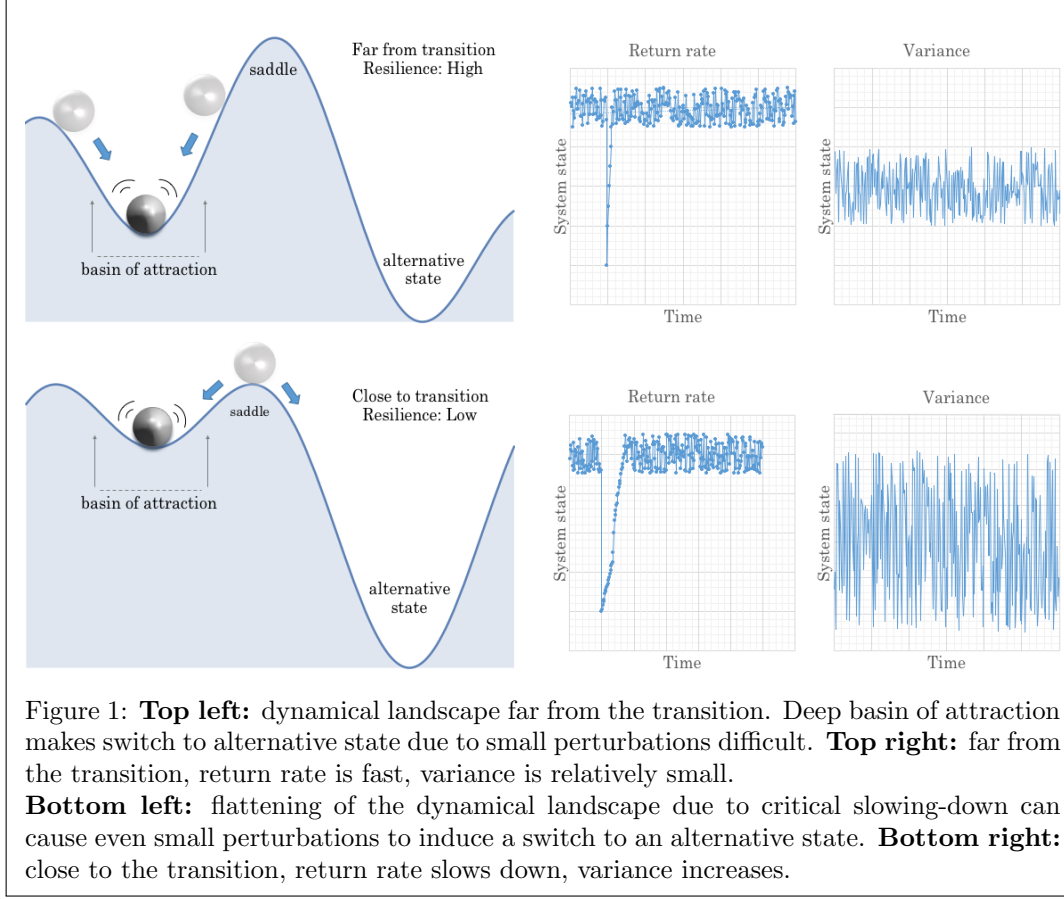 Far from transition
Resilience: High
saddle
basin of attraction
alternative
state
Return rate
System state
Time
Variance
System state
Time
Close to transition
Resilience: Low
saddle
basin of attraction
alternative
state
Return rate
System state
Time
Variance
System state
Time
Figure 1: Top left: dynamical landscape far from the transition. Deep basin of attraction
makes switch to alternative state due to small perturbations difficult. Top right: far from
the transition, return rate is fast, variance is relatively small.
Bottom left: flattening of the dynamical landscape due to critical slowing-down can
cause even small perturbations to induce a switch to an alternative state. Bottom right:
close to the transition, return rate slows down, variance increases.